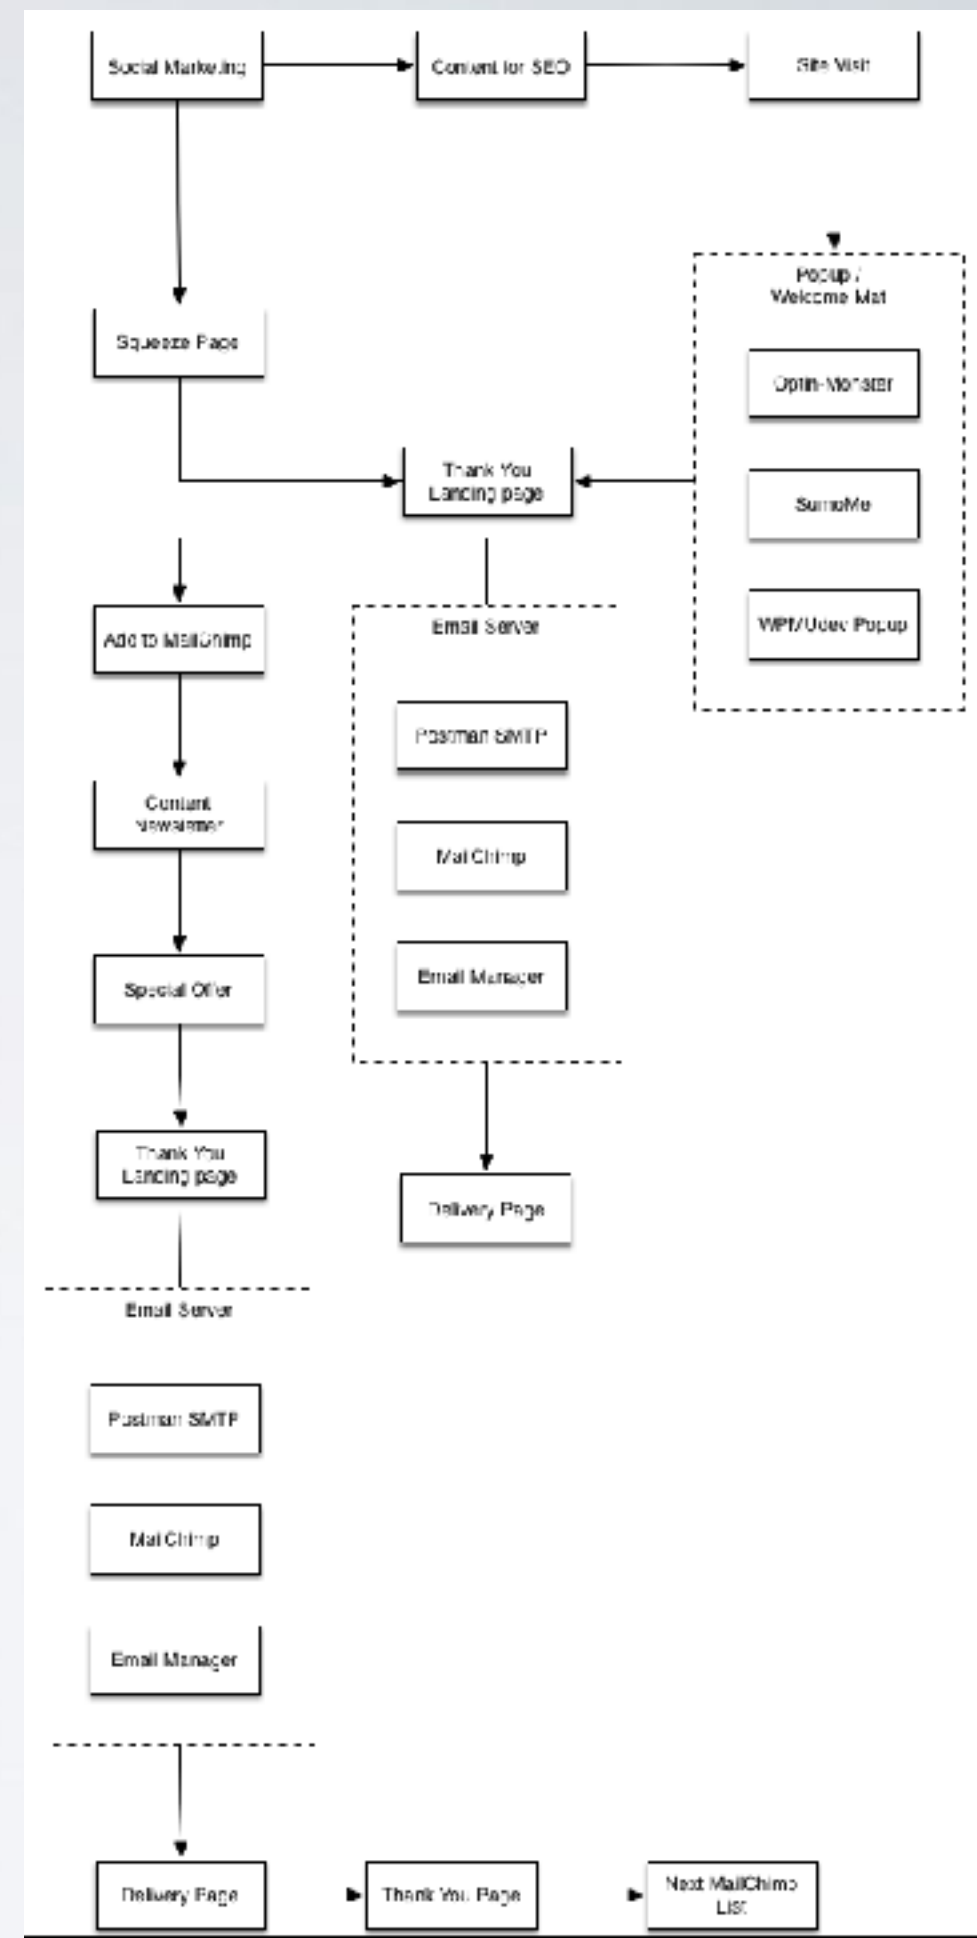 Social Marketing
Content for SEO
Site Visit
Popup /
Welcome Mat
Squeeze Page
Optin-Monster
Thank You
Landing page
SumoMe
Add to MailChimp
Email Server
WPMUdev Popup
Postman SMTP
Content
Newsletter
MailChimp
Email Manager
Special Offer
Thank You
Landing page
Delivery Page
Email Server
Postman SMTP
MailChimp
Email Manager
Delivery Page
Thank You Page
Next MailChimp
List